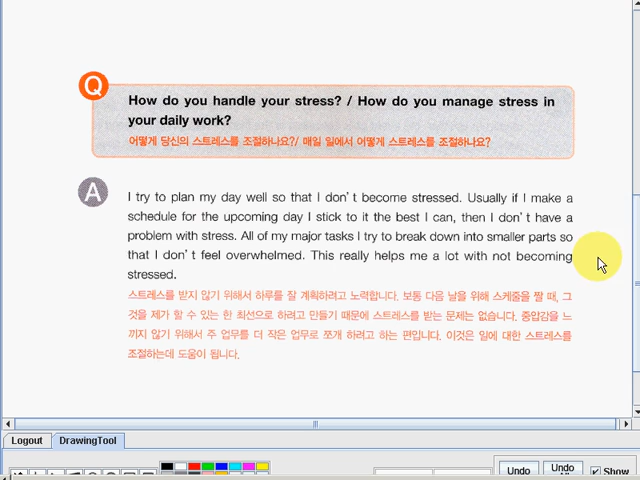 Q
How do you handle your stress? / How do you manage stress in
your daily work?
어떻게 당신의 스트레스를 조절하나요?/ 매일 일에서 어떻게 스트레스를 조절하나요?
A
I try to plan my day well so that I don't become stressed. Usually if I make a
schedule for the upcoming day I stick to it the best I can, then I don't have a
problem with stress. All of my major tasks I try to break down into smaller parts so
that I don't feel overwhelmed. This really helps me a lot with not becoming
stressed.
스트레스를 받지 않기 위해서 하루를 잘 계획하려고 노력합니다. 보통 다음 날을 위해 스케줄을 짤 때, 그
것을 제가 할 수 있는 한 최선으로 하려고 만들기 때문에 스트레스를 받는 문제는 없습니다. 중압감을 느
끼지 않기 위해서 주 업무를 더 작은 업무로 쪼개 하려고 하는 편입니다. 이것은 일에 대한 스트레스를
조절하는데 도움이 됩니다.
Logout DrawingTool
Undo Undo Show